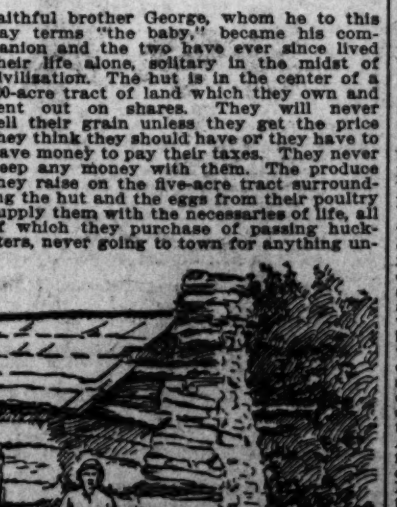 aithful brother George, whom he to this
ay terms "the baby," became his com-
anion and the two have ever since lived
heir life alone, solitary in the midst of
ivilisation. The hut is in the center of a
0-acre tract of land which they own and
ent out on shares. They will never
ell their grain unless they get the price
hey think they should have or they have to
ave money to pay their taxes. They never
eep any money with them. The produce
hey raise on the five-acre tract surround-
ng the hut and the eggs from their poultry
upply them with the necessaries of life, all
f which they purchase of passing huck-
ters, never going to town for anything un-